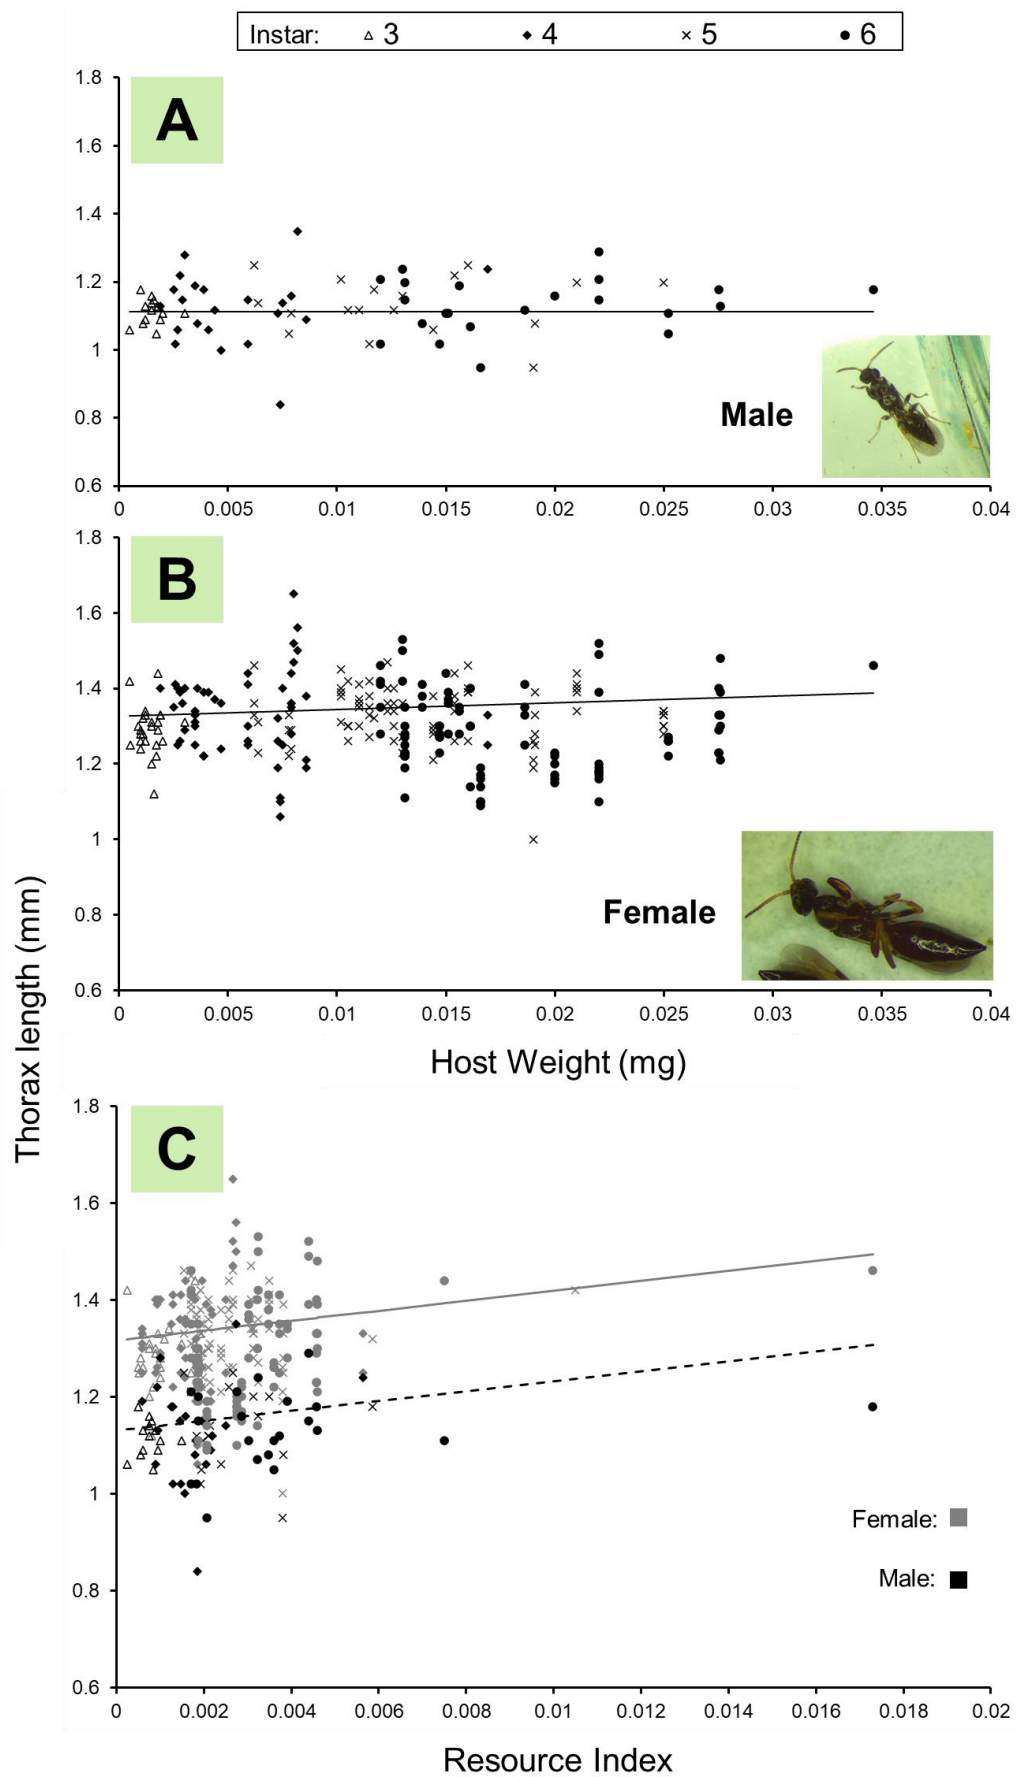 Instar: △ 3 ◆ 4 × 5 ● 6
A
1.8
1.6
1.4
1.2
1
0.8
0.6
Male
0 0.005 0.01 0.015 0.02 0.025 0.03 0.035 0.04
B
1.8
1.6
1.4
1.2
1
0.8
0.6
Female
0 0.005 0.01 0.015 0.02 0.025 0.03 0.035 0.04
Host Weight (mg)
Thorax length (mm)
C
1.8
1.6
1.4
1.2
1
0.8
0.6
Female:
Male:
0 0.002 0.004 0.006 0.008 0.01 0.012 0.014 0.016 0.018 0.02
Resource Index